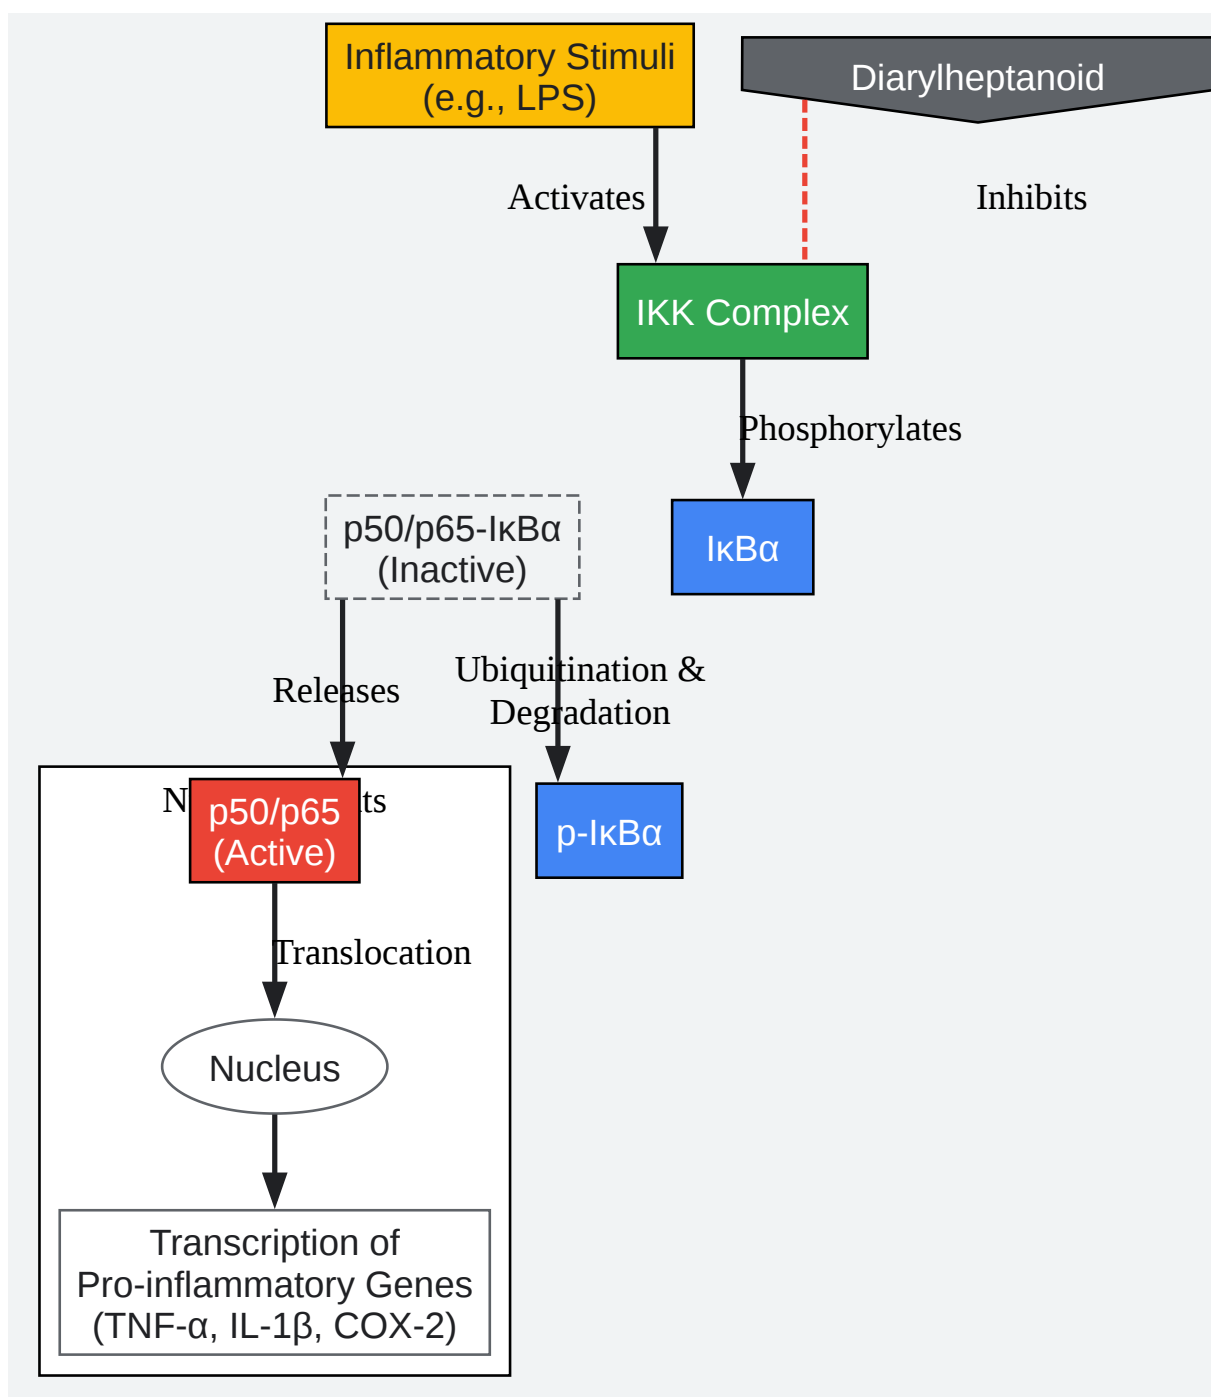 Inflammatory Stimuli
(e.g., LPS)
Diarylheptanoid
Activates
Inhibits
IKK Complex
Phosphorylates
p50/p65-IκBα
(Inactive)
IκBα
Releases
Ubiquitination &
Degradation
p50/p65
(Active)
p-IκBα
Translocation
Nucleus
Transcription of
Pro-inflammatory Genes
(TNF-α, IL-1β, COX-2)